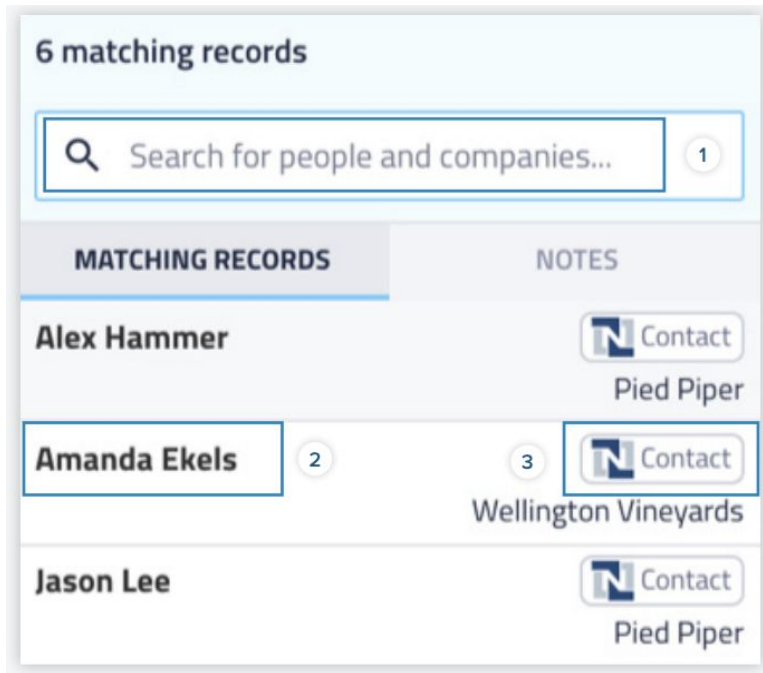 6 matching records
Search for people and companies... 1
MATCHING RECORDS NOTES
Alex Hammer N Contact
Pied Piper
Amanda Ekels 2 3 N Contact
Wellington Vineyards
Jason Lee N Contact
Pied Piper